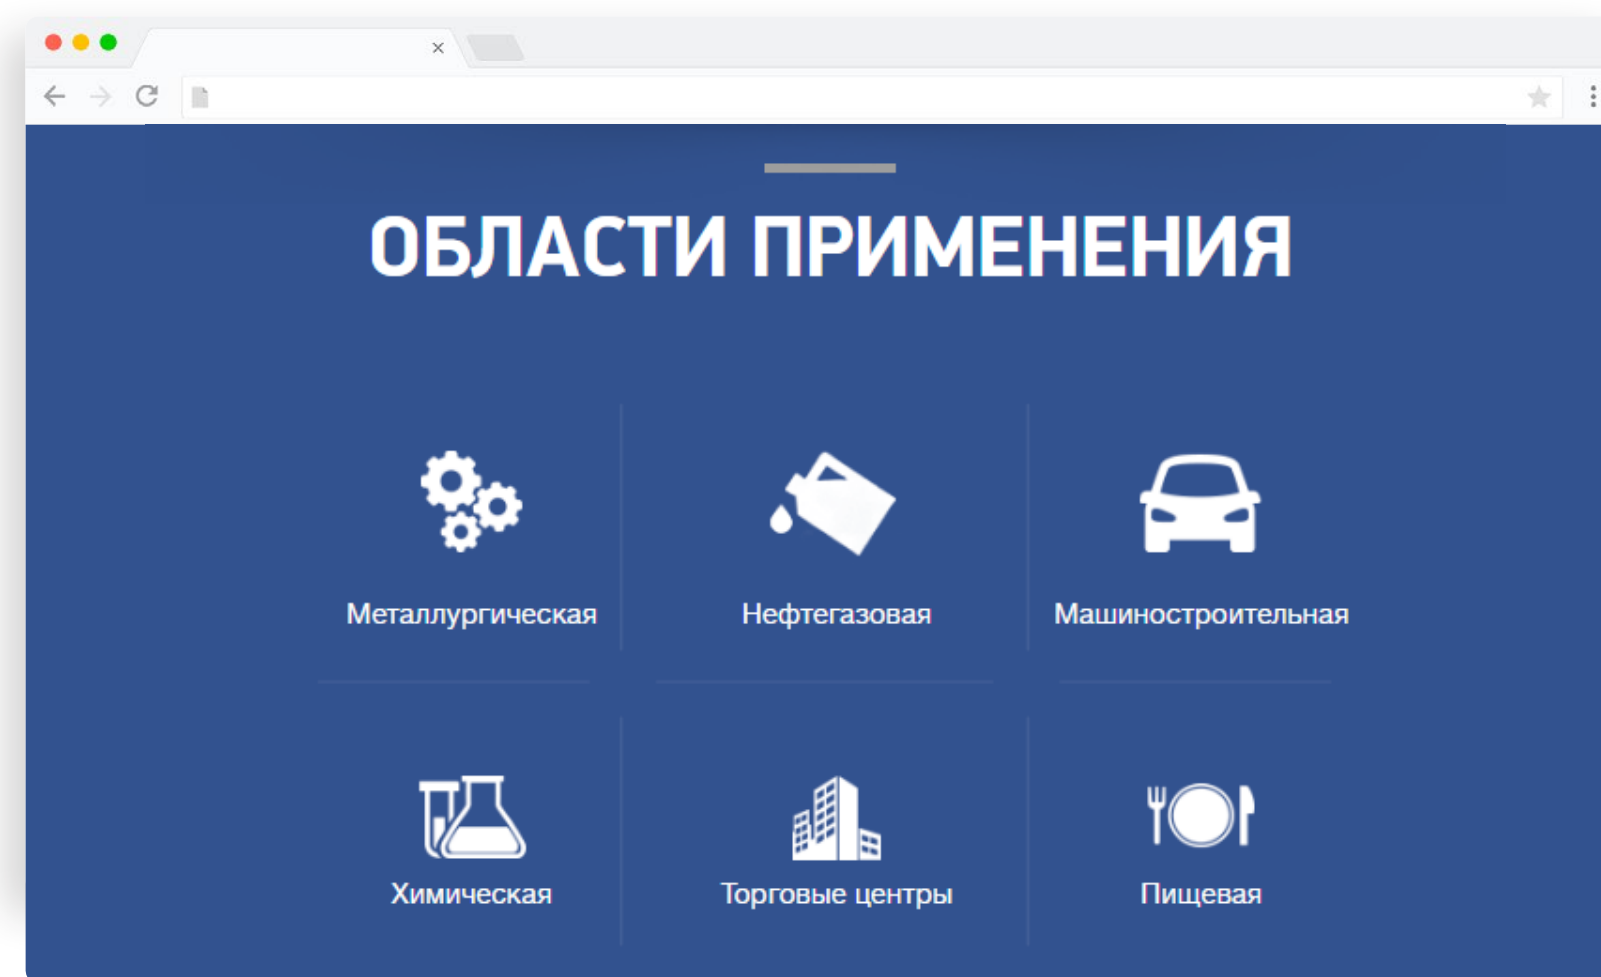 ОБЛАСТИ ПРИМЕНЕНИЯ
Металлургическая
Нефтегазовая
Машиностроительная
Химическая
Торговые центры
Пищевая